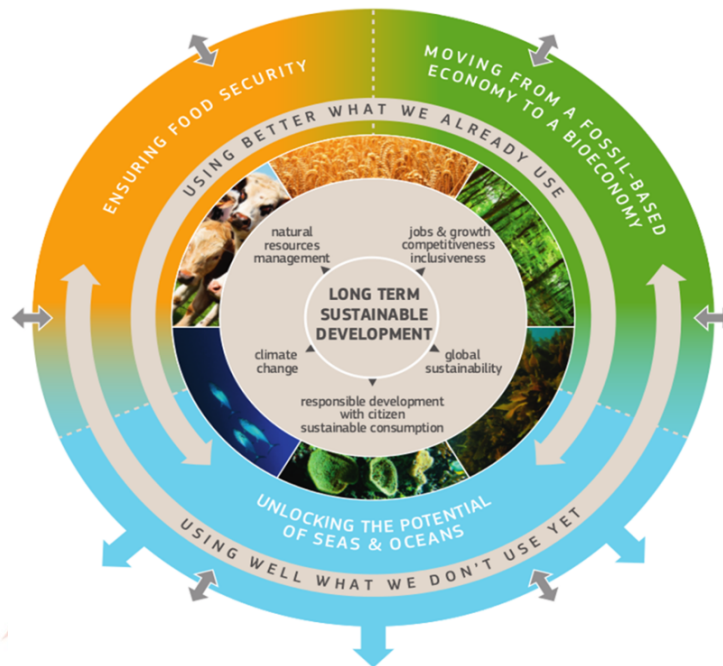 ENSURING FOOD SECURITY
MOVING FROM A FOSSIL-BASED
ECONOMY TO A BIOECONOMY
USING BETTER WHAT WE ALREADY USE
natural
resources
management
jobs & growth
competitiveness
inclusiveness
LONG TERM
SUSTAINABLE
DEVELOPMENT
climate
change
global
sustainability
responsible development
with citizen
sustainable consumption
UNLOCKING THE POTENTIAL
OF SEAS & OCEANS
USING WELL WHAT WE DON'T USE YET